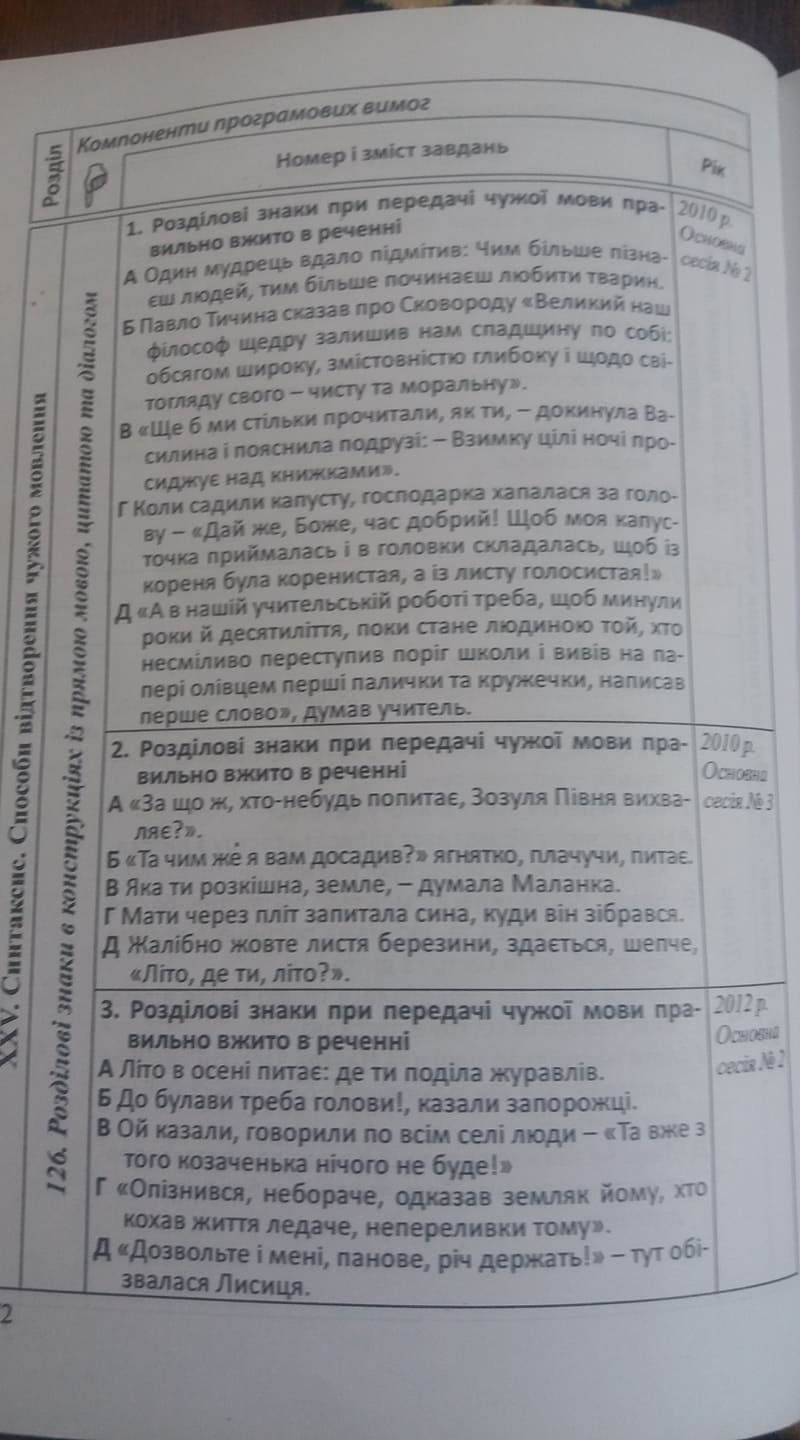 Розділ
Компоненти програмових вимог
Номер і зміст завдань
Рік
XXV. Синтаксис. Способи відтворення чужого мовлення
126. Розділові знаки в конструкціях із прямою мовою, цитатою та діалогом
1. Розділові знаки при передачі чужої мови пра-
вильно вжито в реченні
А Один мудрець вдало підмітив: Чим більше пізна-
єш людей, тим більше починаєш любити тварин.
Б Павло Тичина сказав про Сковороду «Великий наш
філософ щедру залишив нам спадщину по собі:
обсягом широку, змістовністю глибоку і щодо сві-
тогляду свого – чисту та моральну».
В «Ще б ми стільки прочитали, як ти, – докинула Ва-
силина і пояснила подрузі: – Взимку цілі ночі про-
сиджує над книжками».
Г Коли садили капусту, господарка хапалася за голо-
ву – «Дай же, Боже, час добрий! Щоб моя капус-
точка приймалась і в головки складалась, щоб із
кореня була коренистая, а із листу голосистая!»
Д «А в нашій учительській роботі треба, щоб минули
роки й десятиліття, поки стане людиною той, хто
несміливо переступив поріг школи і вивів на па-
пері олівцем перші палички та кружечки, написав
перше слово», думав учитель.
2010 р.
Основна
сесія № 2
2. Розділові знаки при передачі чужої мови пра-
вильно вжито в реченні
А «За що ж, хто-небудь попитає, Зозуля Півня вихва-
ляє?».
Б «Та чим же я вам досадив?» ягнятко, плачучи, питає.
В Яка ти розкішна, земле, – думала Маланка.
Г Мати через пліт запитала сина, куди він зібрався.
Д Жалібно жовте листя березини, здається, шепче,
«Літо, де ти, літо?».
2010 р.
Основна
сесія № 3
3. Розділові знаки при передачі чужої мови пра-
вильно вжито в реченні
А Літо в осені питає: де ти поділа журавлів.
Б До булави треба голови!, казали запорожці.
В Ой казали, говорили по всім селі люди – «Та вже з
того козаченька нічого не буде!»
Г «Опізнився, небораче, одказав земляк йому, хто
кохав життя ледаче, непереливки тому».
Д «Дозвольте і мені, панове, річ держать!» – тут обі-
звалася Лисиця.
2012 р.
Основна
сесія № 2
2